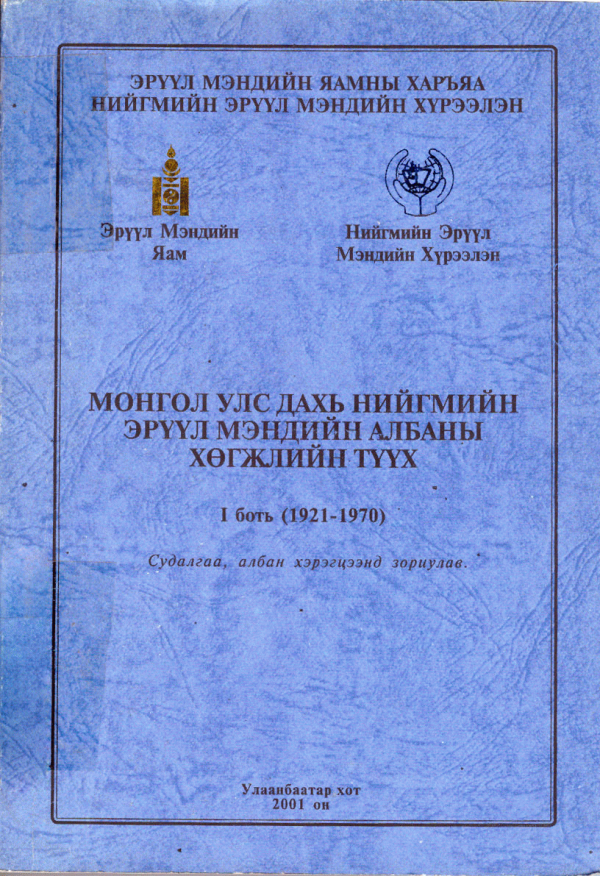 ЭРҮҮЛ МЭНДИЙН ЯАМНЫ ХАРЪЯА
НИЙГМИЙН ЭРҮҮЛ МЭНДИЙН ХҮРЭЭЛЭН
Эрүүл Мэндийн
Яам
Нийгмийн Эрүүл
Мэндийн Хүрээлэн
МОНГОЛ УЛС ДАХЬ НИЙГМИЙН
ЭРҮҮЛ МЭНДИЙН АЛБАНЫ
ХӨГЖЛИЙН ТҮҮХ
I боть (1921-1970)
Судалгаа, албан хэрэгцээнд зориулав.
Улаанбаатар хот
2001 он